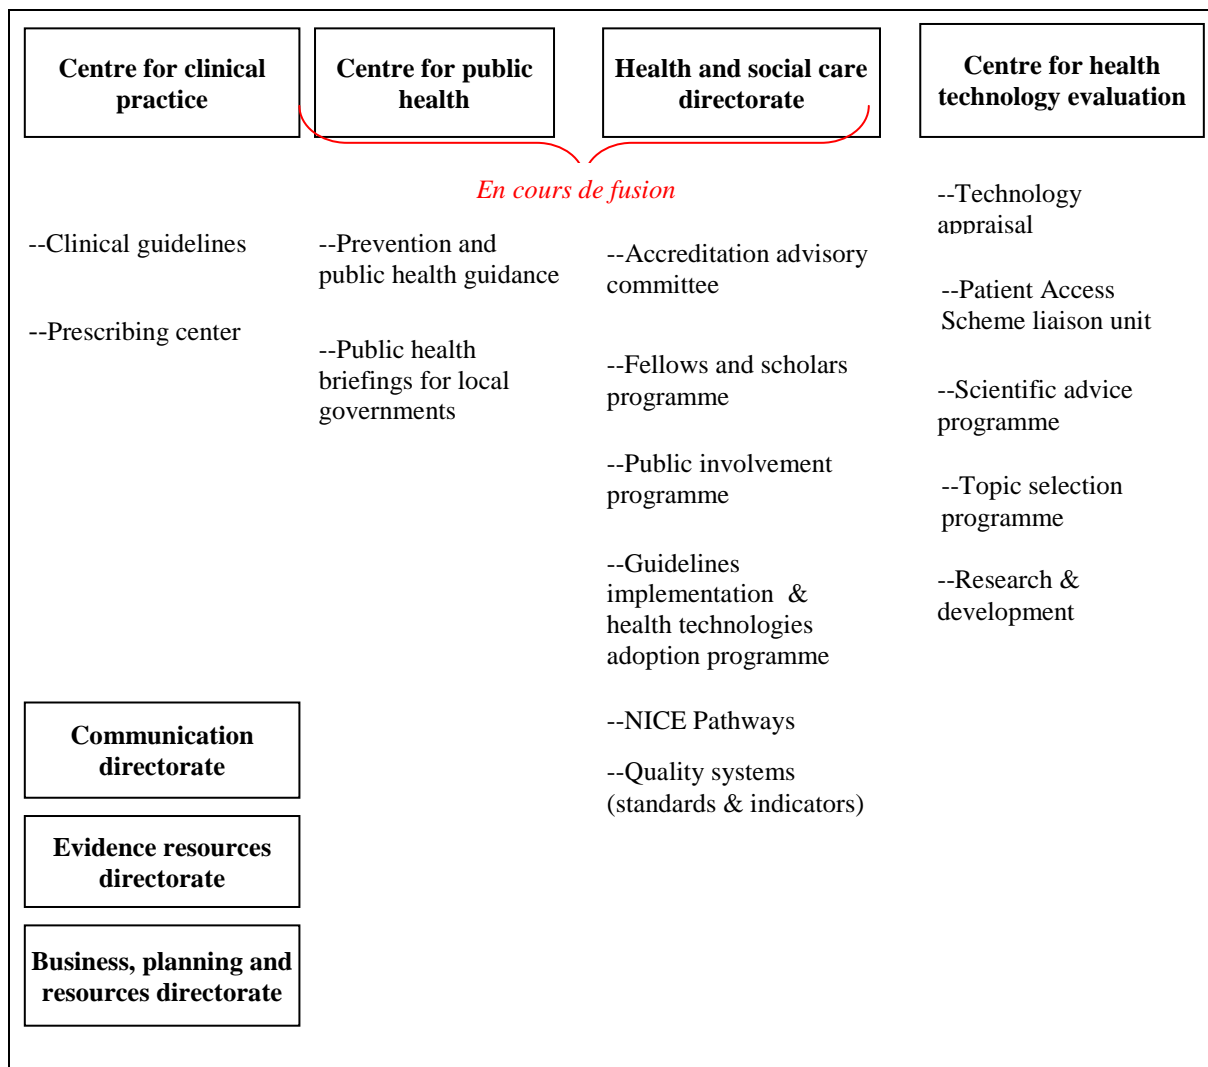 Centre for clinical
practice
Centre for public
health
Health and social care
directorate
Centre for health
technology evaluation
En cours de fusion
--Clinical guidelines
--Prescribing center
--Prevention and
public health guidance
--Public health
briefings for local
governments
--Accreditation advisory
committee
--Fellows and scholars
programme
--Public involvement
programme
--Guidelines
implementation &
health technologies
adoption programme
--NICE Pathways
--Quality systems
(standards & indicators)
--Technology
appraisal
--Patient Access
Scheme liaison unit
--Scientific advice
programme
--Topic selection
programme
--Research &
development
Communication
directorate
Evidence resources
directorate
Business, planning and
resources directorate